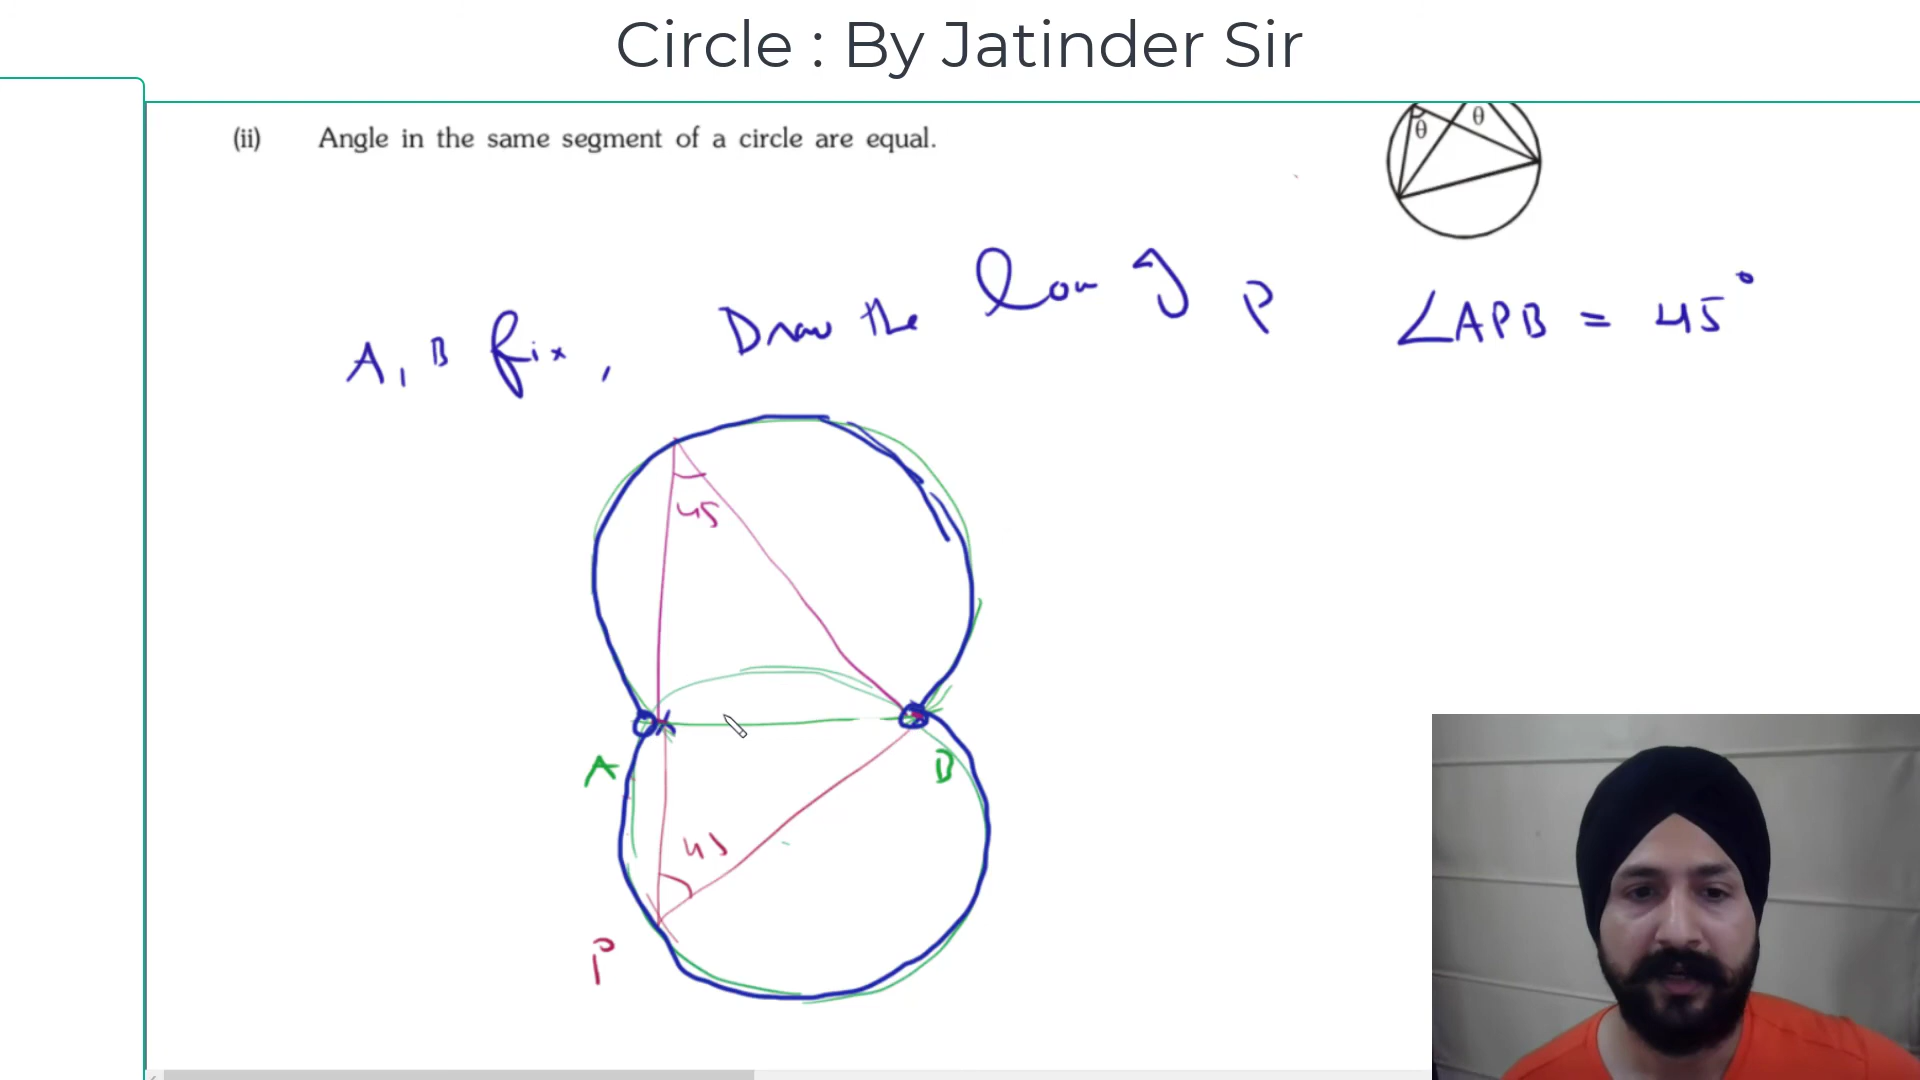 Circle : By Jatinder Sir
(ii) Angle in the same segment of a circle are equal.
θ θ
A, B fix, Draw the locu of P ∠APB = 45°
45
A B
45
P